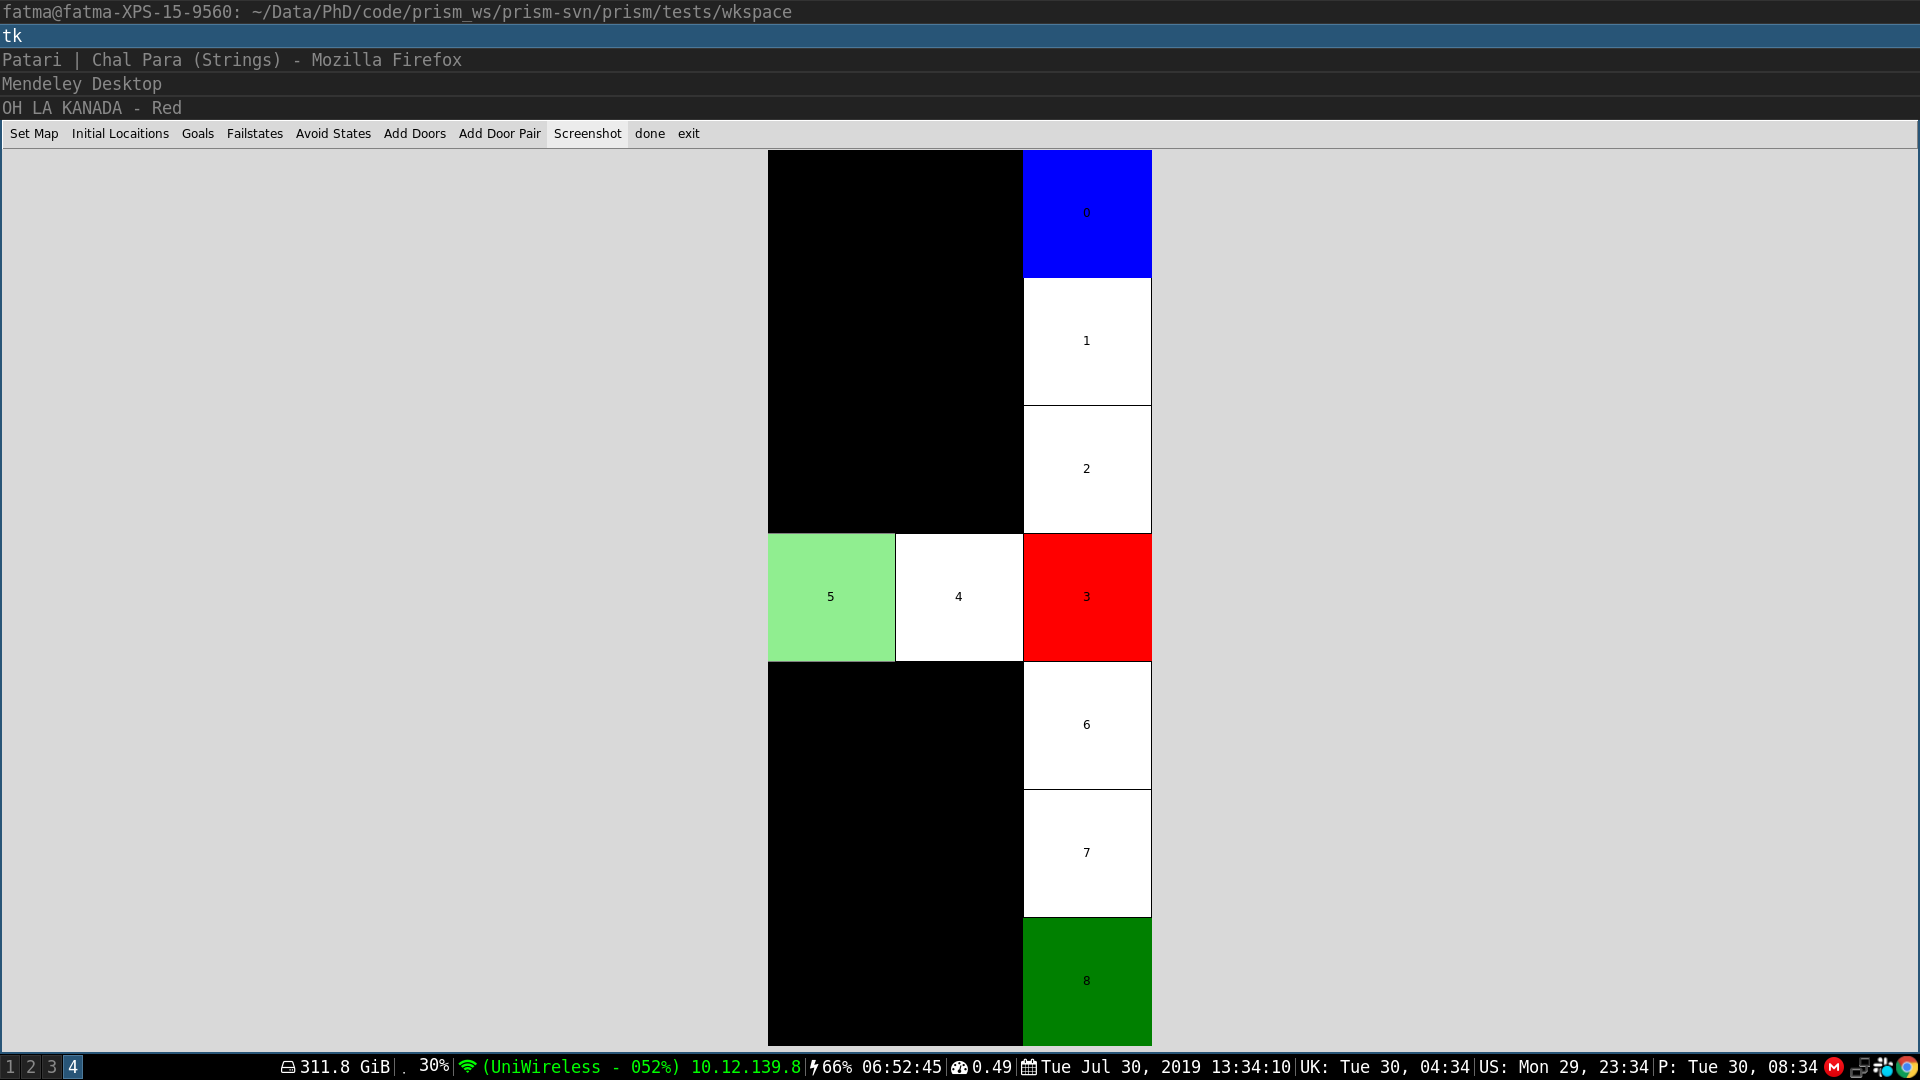 fatma@fatma-XPS-15-9560: ~/Data/PhD/code/prism_ws/prism-svn/prism/tests/wkspace
tk
Patari | Chal Para (Strings) - Mozilla Firefox
Mendeley Desktop
OH LA KANADA - Red
Set Map Initial Locaitions Goals Failstates Avoid States Add Doors Add Door Pair Screenshot done exit
0
1
2
5 4 3
6
7
8
1 2 3 4 311.8 GiB| . 30% (UniWireless - 052%) 10.12.139.8 | 66% 06:52:45 | 0.49 | Tue Jul 30, 2019 13:34:10|UK: Tue 30, 04:34|US: Mon 29, 23:34|P: Tue 30, 08:34 M